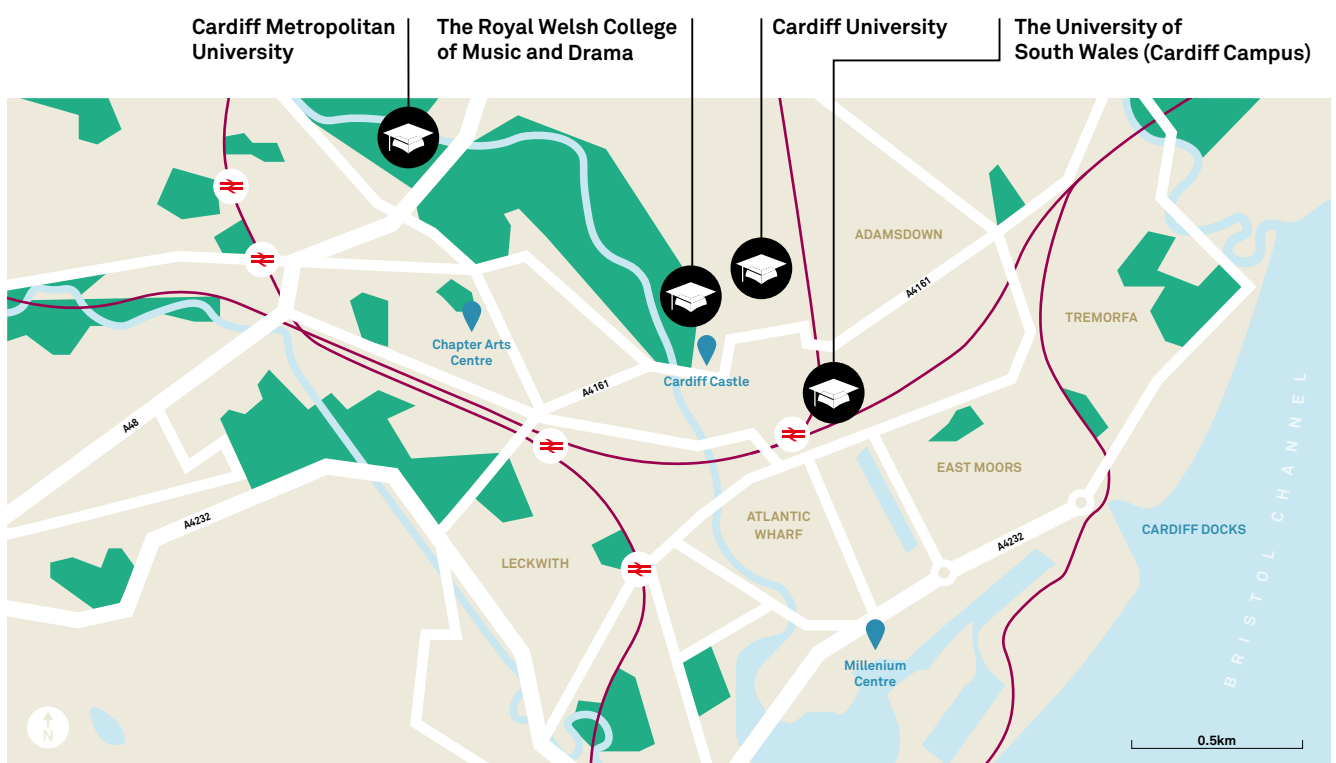 Cardiff Metropolitan
University
The Royal Welsh College
of Music and Drama
Cardiff University
The University of
South Wales (Cardiff Campus)
ADAMSDOWN
A4161
TREMORFA
Chapter Arts
Centre
Cardiff Castle
A4161
A48
EAST MOORS
ATLANTIC
WHARF
A4232
LECKWITH
A4232
CARDIFF DOCKS
BRISTOL CHANNEL
Millenium
Centre
N
0.5km